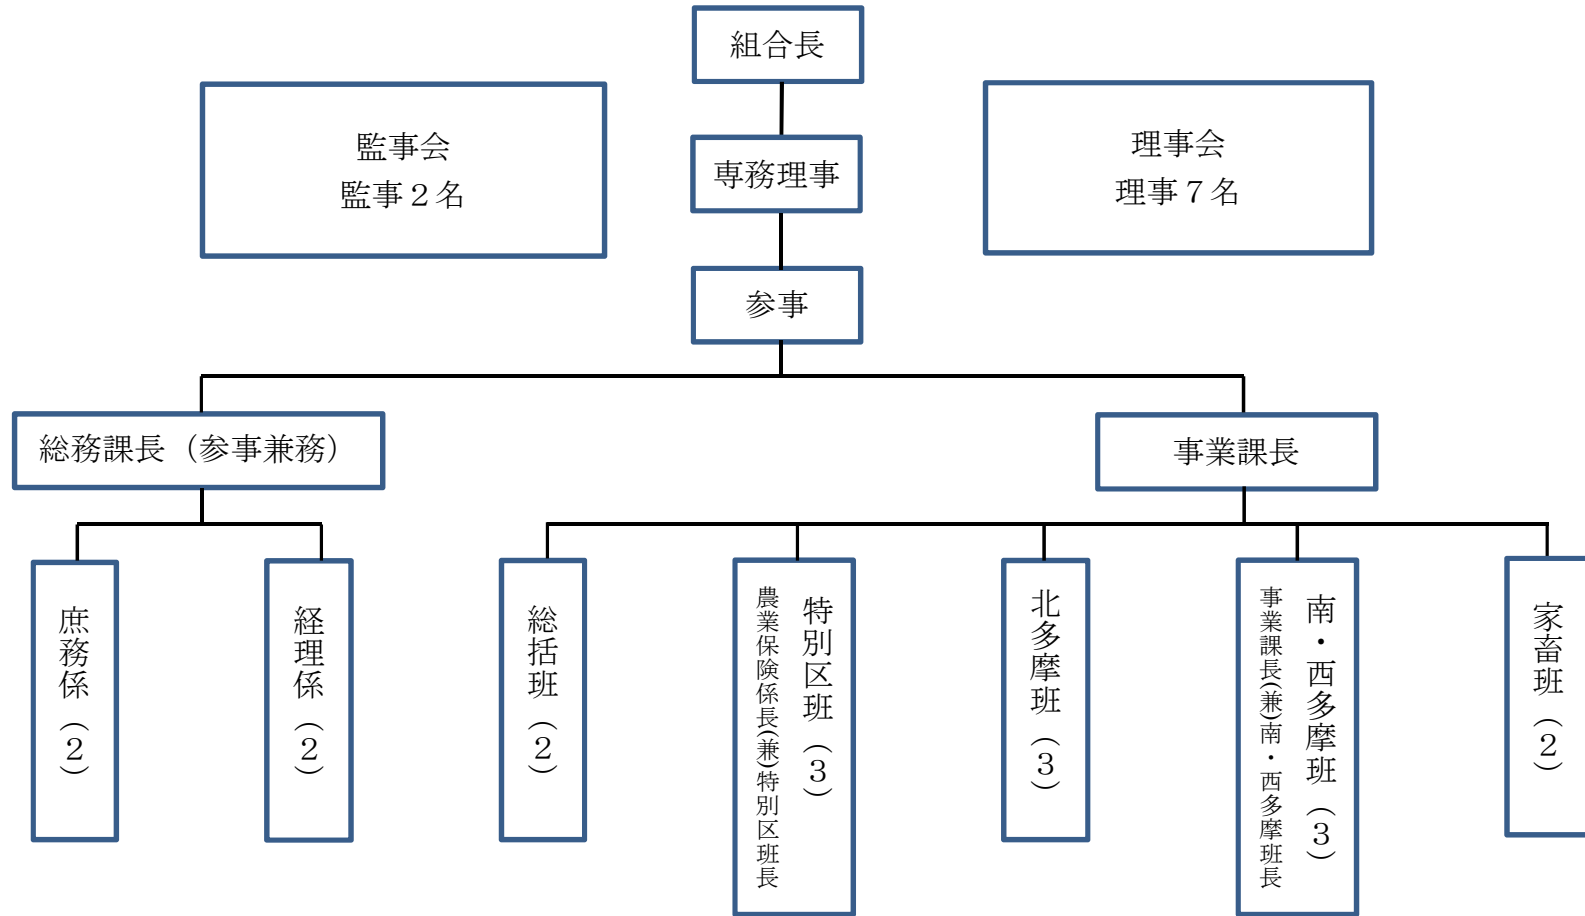 組合長
監事会
監事２名
専務理事
理事会
理事７名
参事
総務課長（参事兼務）
事業課長
庶務係（２）
経理係（２）
総括班（２）
特別区班（３）
農業保険係長(兼)特別区班長
北多摩班（３）
南・西多摩班（３）
事業課長(兼)南・西多摩班長
家畜班（２）